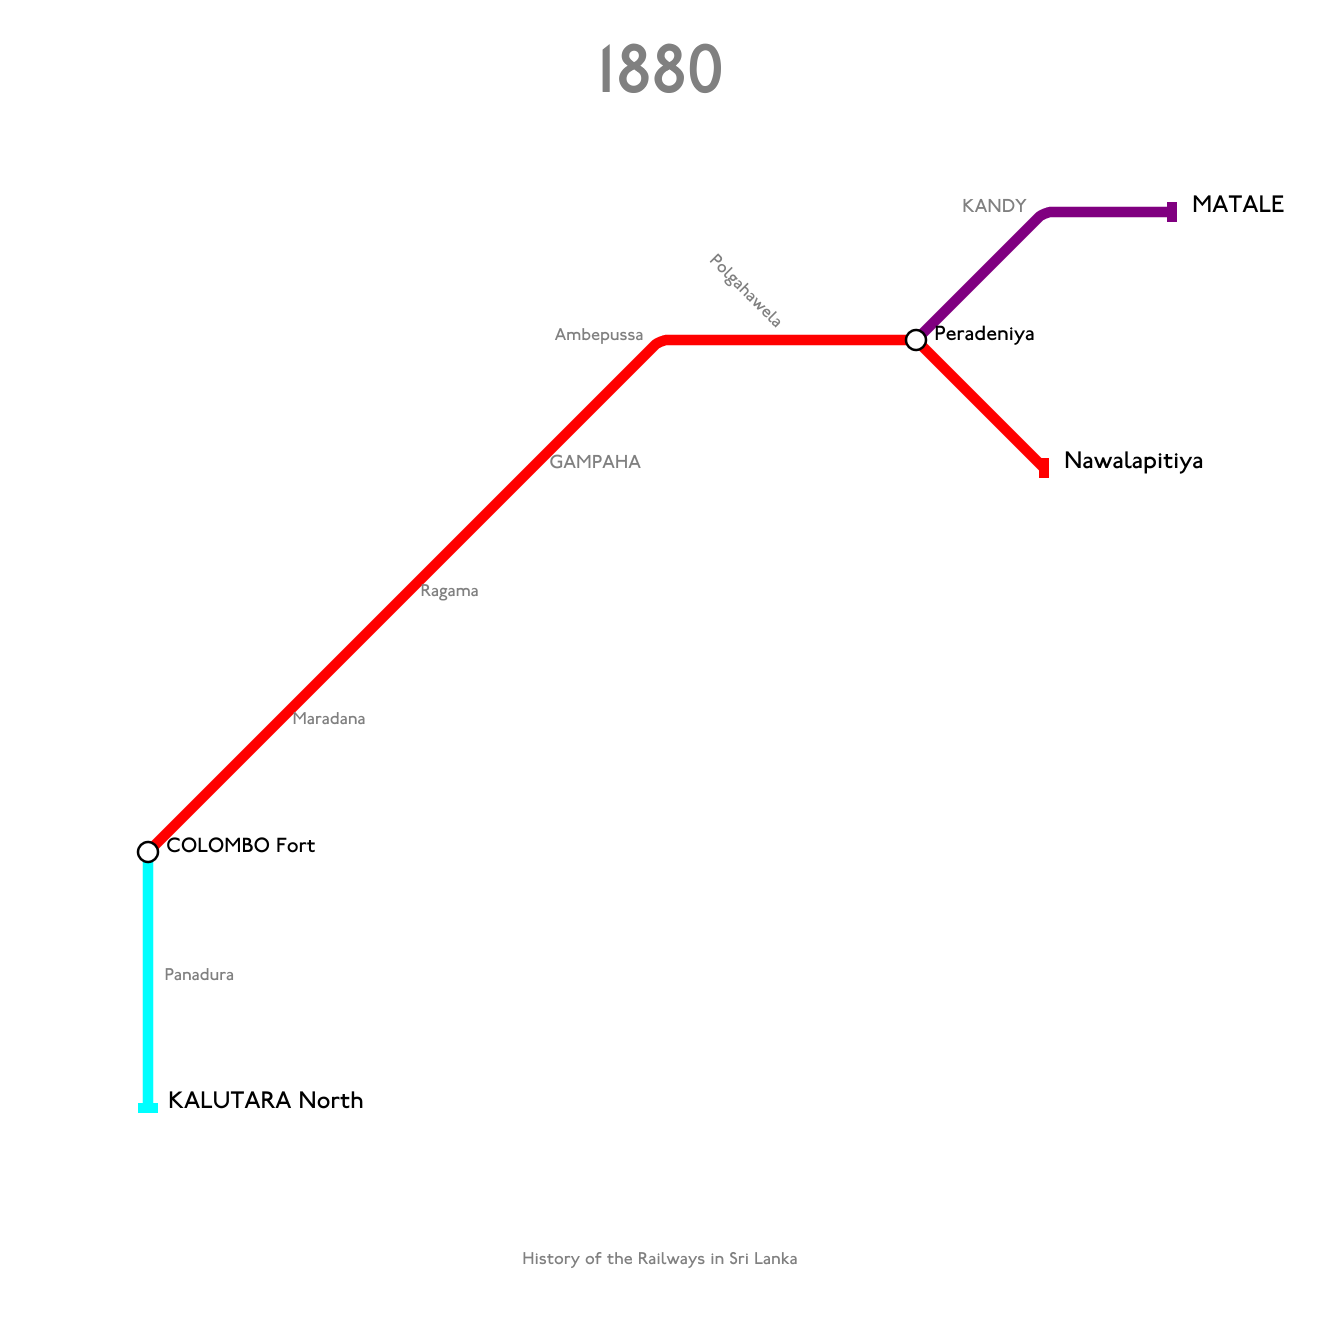 1880
KANDY
MATALE
Polgahawela
Ambepussa
Peradeniya
GAMPAHA
Nawalapitiya
Ragama
Maradana
COLOMBO Fort
Panadura
KALUTARA North
History of the Railways in Sri Lanka